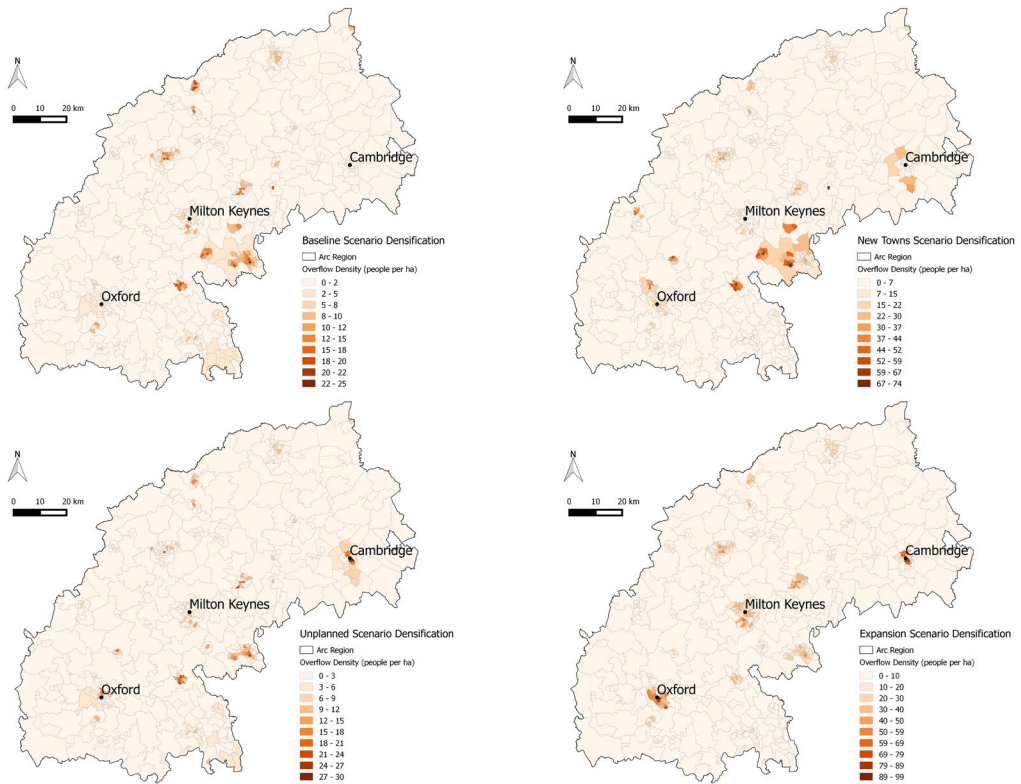 N
0 10 20 km
Cambridge
Milton Keynes
Oxford
Baseline Scenario Densification
Arc Region
Overflow Density (people per ha)
0 - 2
2 - 5
5 - 8
8 - 10
10 - 12
12 - 15
15 - 18
18 - 20
20 - 22
22 - 25
N
0 10 20 km
Cambridge
Milton Keynes
Oxford
New Towns Scenario Densification
Arc Region
Overflow Density (people per ha)
0 - 7
7 - 15
15 - 22
22 - 30
30 - 37
37 - 44
44 - 52
52 - 59
59 - 67
67 - 74
N
0 10 20 km
Cambridge
Milton Keynes
Oxford
Unplanned Scenario Densification
Arc Region
Overflow Density (people per ha)
0 - 3
3 - 6
6 - 9
9 - 12
12 - 15
15 - 18
18 - 21
21 - 24
24 - 27
27 - 30
N
0 10 20 km
Cambridge
Milton Keynes
Oxford
Expansion Scenario Densification
Arc Region
Overflow Density (people per ha)
0 - 10
10 - 20
20 - 30
30 - 40
40 - 50
50 - 59
59 - 69
69 - 79
79 - 89
89 - 99